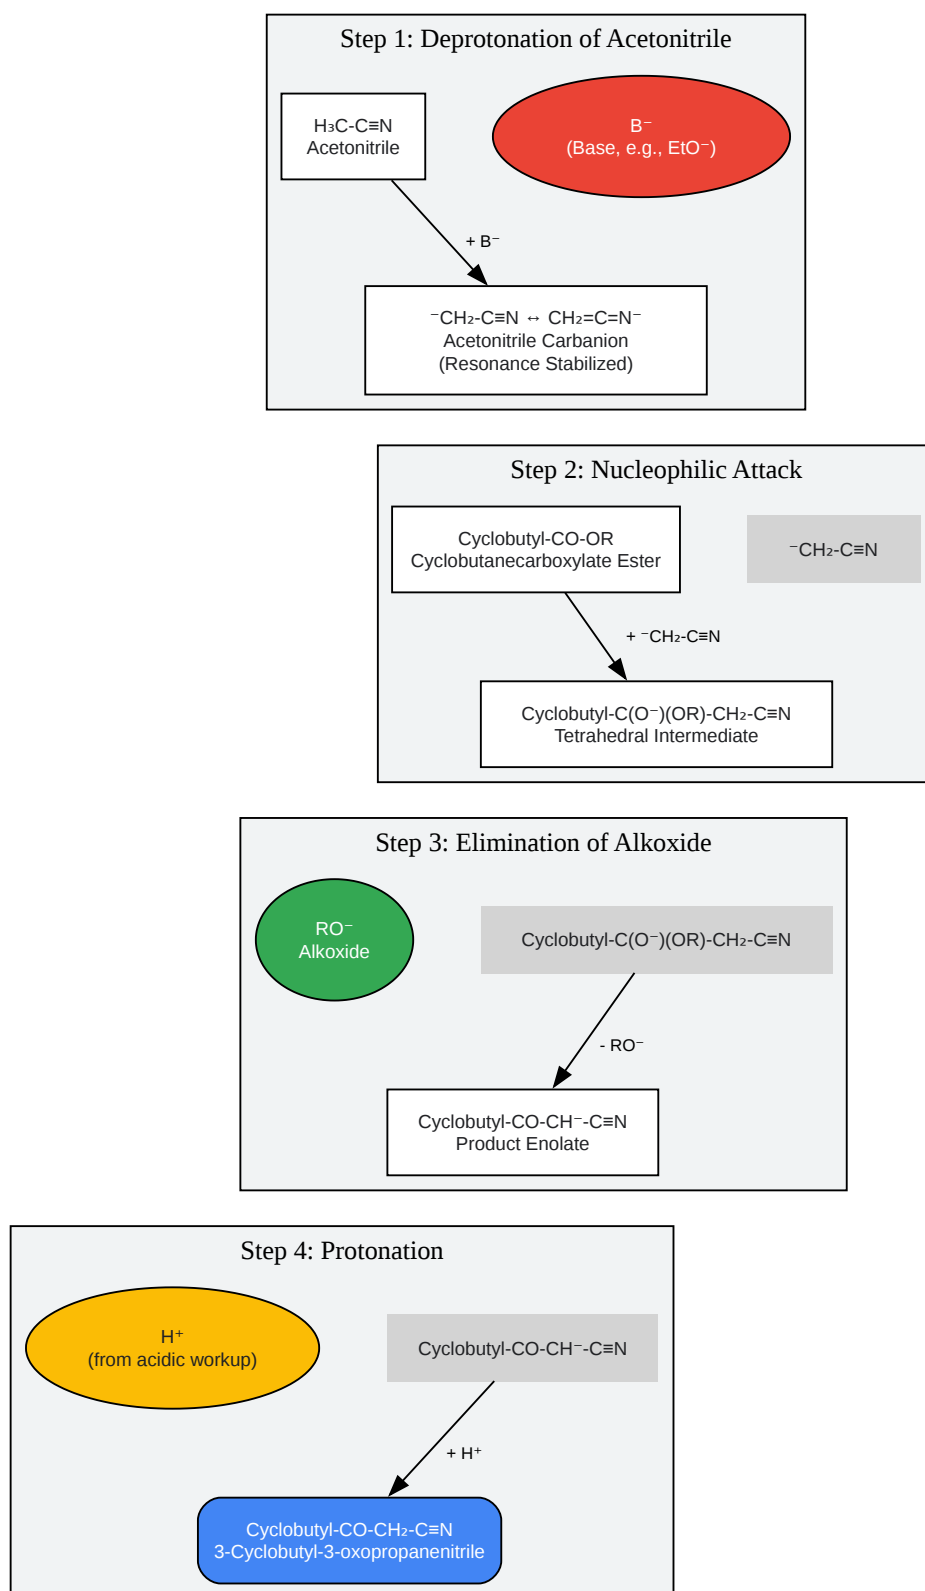 Step 1: Deprotonation of Acetonitrile
H₃C-C≡N
Acetonitrile
B⁻
(Base, e.g., EtO⁻)
+ B⁻
⁻CH₂-C≡N ↔ CH₂=C=N⁻
Acetonitrile Carbanion
(Resonance Stabilized)
Step 2: Nucleophilic Attack
Cyclobutyl-CO-OR
Cyclobutanecarboxylate Ester
⁻CH₂-C≡N
+ ⁻CH₂-C≡N
Cyclobutyl-C(O⁻)(OR)-CH₂-C≡N
Tetrahedral Intermediate
Step 3: Elimination of Alkoxide
RO⁻
Alkoxide
Cyclobutyl-C(O⁻)(OR)-CH₂-C≡N
- RO⁻
Cyclobutyl-CO-CH⁻-C≡N
Product Enolate
Step 4: Protonation
H⁺
(from acidic workup)
Cyclobutyl-CO-CH⁻-C≡N
+ H⁺
Cyclobutyl-CO-CH₂-C≡N
3-Cyclobutyl-3-oxopropanenitrile